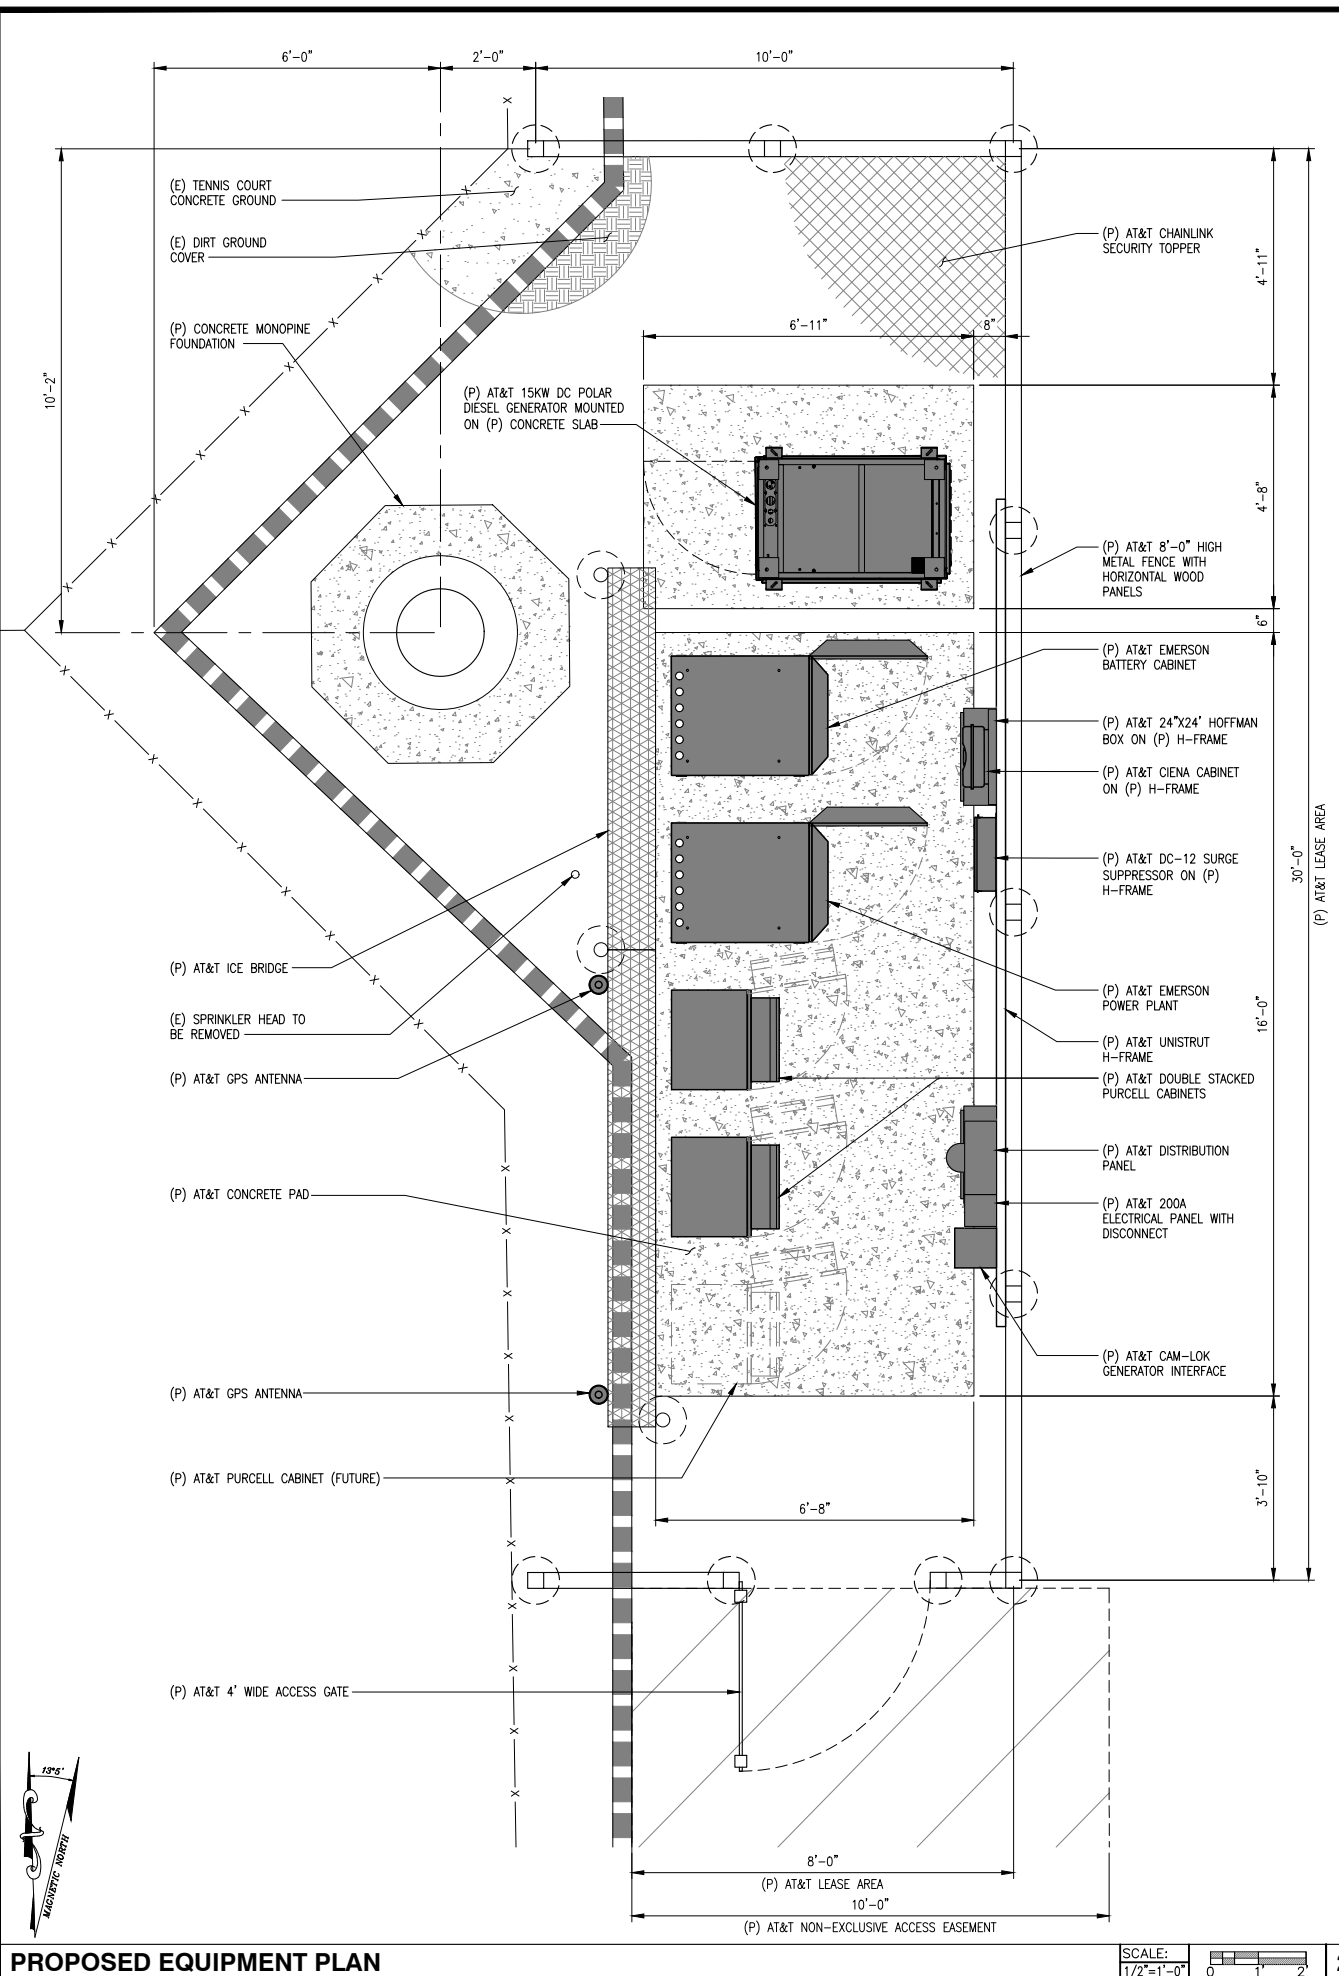 6'-0"
2'-0"
10'-0"
(E) TENNIS COURT
CONCRETE GROUND
(E) DIRT GROUND
COVER
(P) CONCRETE MONOPINE
FOUNDATION
10'-2"
(P) AT&T CHAINLINK
SECURITY TOPPER
4'-11"
6'-11"
8"
(P) AT&T 15KW DC POLAR
DIESEL GENERATOR MOUNTED
ON (P) CONCRETE SLAB
4'-8"
(P) AT&T 8'-0" HIGH
METAL FENCE WITH
HORIZONTAL WOOD
PANELS
6"
(P) AT&T EMERSON
BATTERY CABINET
(P) AT&T 24"X24' HOFFMAN
BOX ON (P) H-FRAME
(P) AT&T CIENA CABINET
ON (P) H-FRAME
(P) AT&T DC-12 SURGE
SUPPRESSOR ON (P)
H-FRAME
30'-0"
(P) AT&T LEASE AREA
(P) AT&T ICE BRIDGE
(E) SPRINKLER HEAD TO
BE REMOVED
(P) AT&T GPS ANTENNA
(P) AT&T EMERSON
POWER PLANT
16'-0"
(P) AT&T UNISTRUT
H-FRAME
(P) AT&T DOUBLE STACKED
PURCELL CABINETS
(P) AT&T DISTRIBUTION
PANEL
(P) AT&T CONCRETE PAD
(P) AT&T 200A
ELECTRICAL PANEL WITH
DISCONNECT
(P) AT&T CAM-LOK
GENERATOR INTERFACE
(P) AT&T GPS ANTENNA
(P) AT&T PURCELL CABINET (FUTURE)
6'-8"
3'-10"
(P) AT&T 4' WIDE ACCESS GATE
13°5'
MAGNETIC NORTH
8'-0"
(P) AT&T LEASE AREA
10'-0"
(P) AT&T NON-EXCLUSIVE ACCESS EASEMENT
PROPOSED EQUIPMENT PLAN
SCALE:
1/2"=1'-0"
0 1' 2'